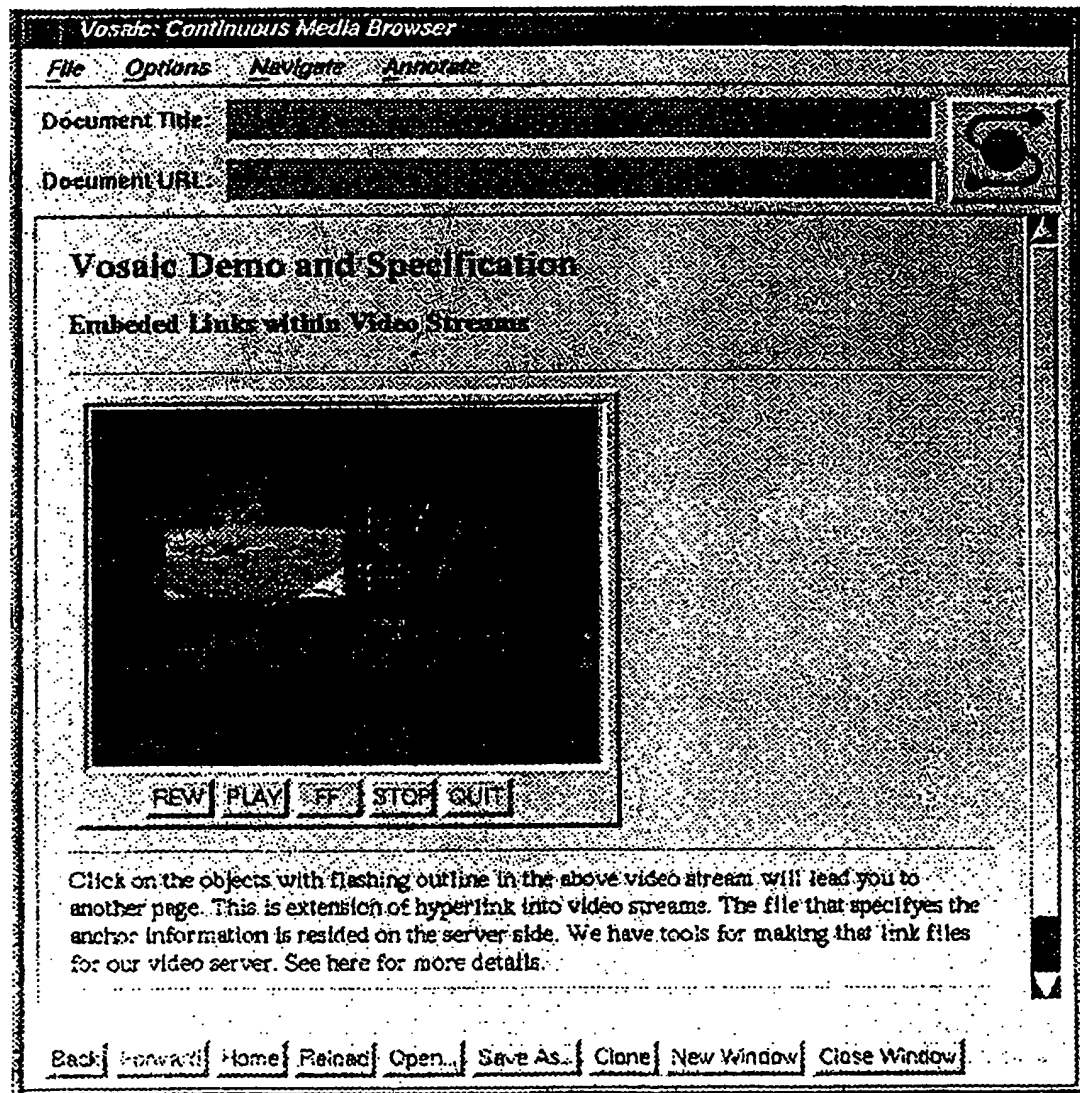 Vosaic: Continuous Media Browser
File Options Navigate Annotate
Document Title:
Document URL:
Vosaic Demo and Specification
Embeded Links within Video Streams
REW PLAY FF STOP QUIT
Click on the objects with flashing outline in the above video stream will lead you to
another page. This is extension of hyperlink into video streams. The file that specifyes the
anchor information is resided on the server side. We have tools for making that link files
for our video server. See here for more details.
Back Forward Home Reload Open... Save As... Clone New Window Close Window